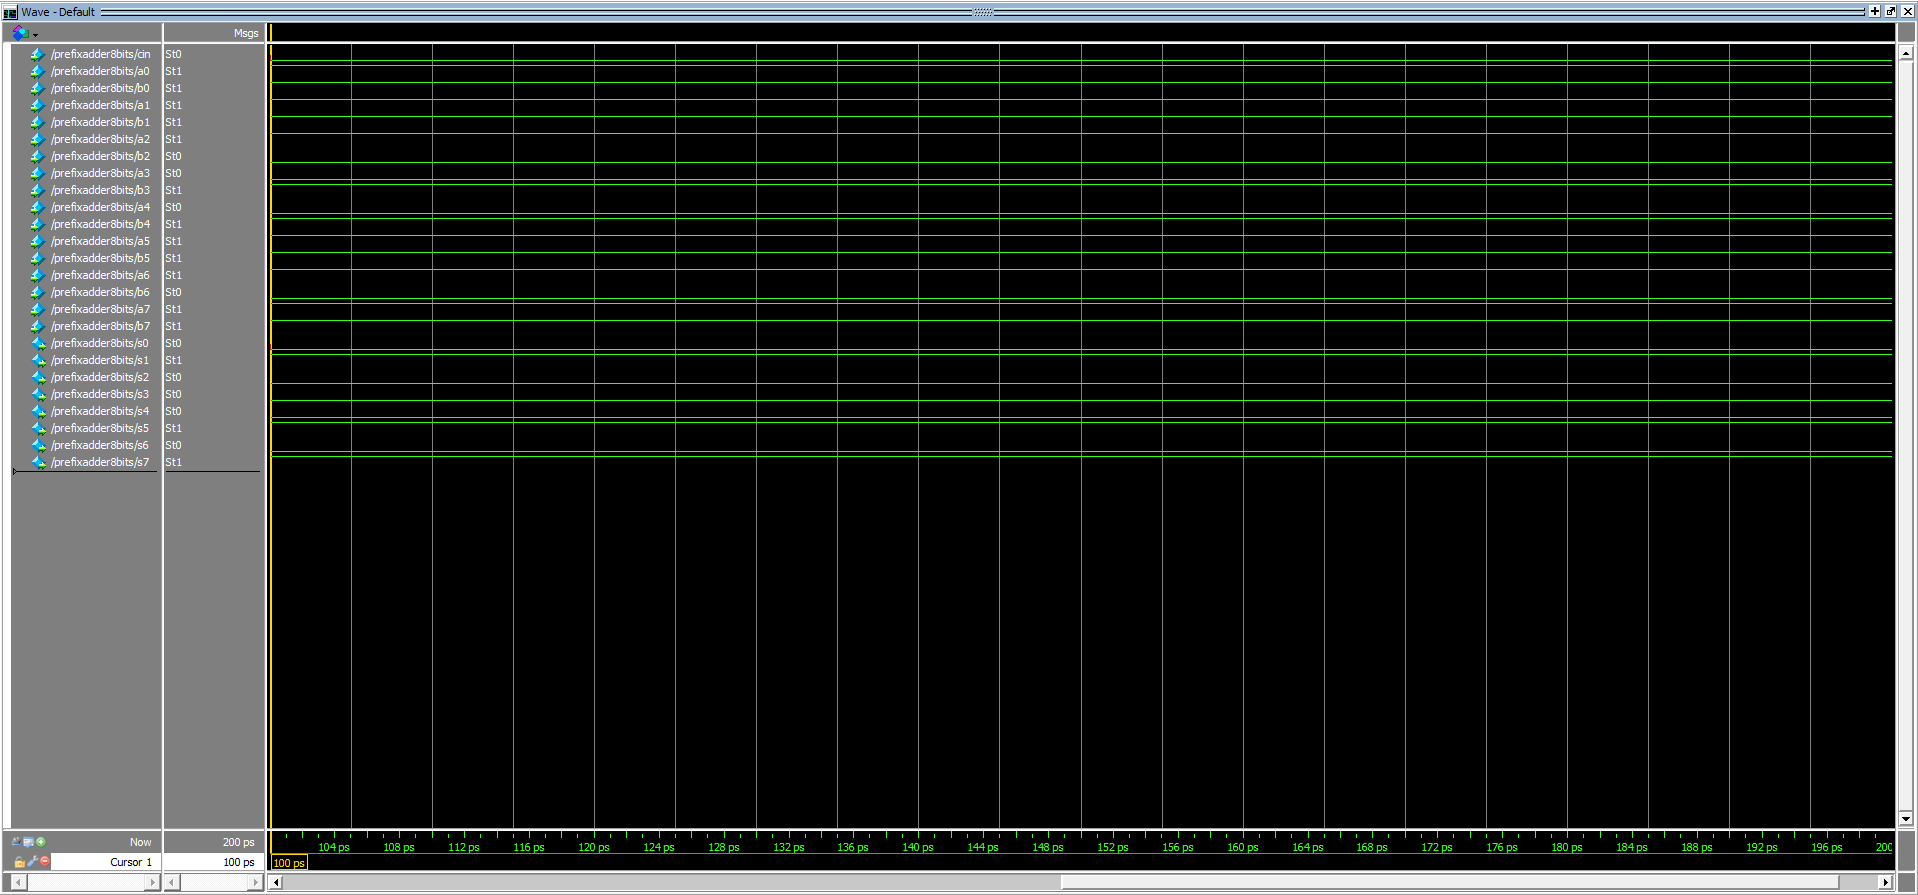 Wave - Default
Msgs
/prefixadder8bits/cin St0
/prefixadder8bits/a0 St1
/prefixadder8bits/b0 St1
/prefixadder8bits/a1 St1
/prefixadder8bits/b1 St1
/prefixadder8bits/a2 St1
/prefixadder8bits/b2 St0
/prefixadder8bits/a3 St0
/prefixadder8bits/b3 St1
/prefixadder8bits/a4 St0
/prefixadder8bits/b4 St1
/prefixadder8bits/a5 St1
/prefixadder8bits/b5 St1
/prefixadder8bits/a6 St1
/prefixadder8bits/b6 St0
/prefixadder8bits/a7 St1
/prefixadder8bits/b7 St1
/prefixadder8bits/s0 St0
/prefixadder8bits/s1 St1
/prefixadder8bits/s2 St0
/prefixadder8bits/s3 St0
/prefixadder8bits/s4 St0
/prefixadder8bits/s5 St1
/prefixadder8bits/s6 St0
/prefixadder8bits/s7 St1
Now 200 ps 104 ps 108 ps 112 ps 116 ps 120 ps 124 ps 128 ps 132 ps 136 ps 140 ps 144 ps 148 ps 152 ps 156 ps 160 ps 164 ps 168 ps 172 ps 176 ps 180 ps 184 ps 188 ps 192 ps 196 ps 200
Cursor 1 100 ps 100 ps